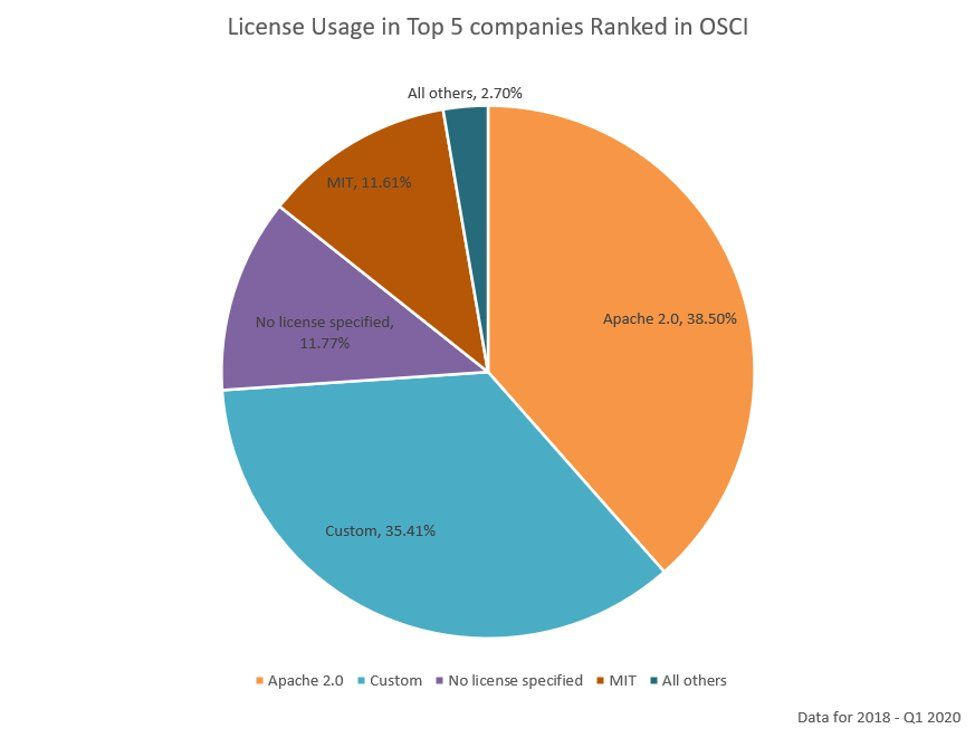 License Usage in Top 5 companies Ranked in OSCI
All others, 2.70%
MIT, 11.61%
Apache 2.0, 38.50%
No license specified,
11.77%
Custom, 35.41%
Apache 2.0 Custom No license specified MIT All others
Data for 2018 - Q1 2020